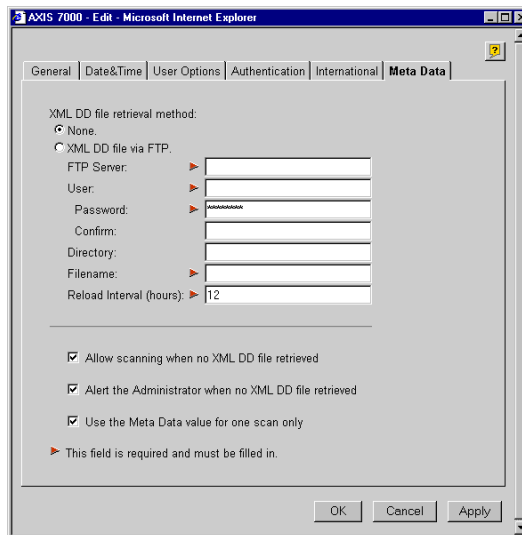 AXIS 7000 - Edit - Microsoft Internet Explorer
?
General Date&Time User Options Authentication International Meta Data
XML DD file retrieval method:
None.
XML DD file via FTP.
FTP Server:
User:
Password: ********
Confirm:
Directory:
Filename:
Reload Interval (hours): 12
Allow scanning when no XML DD file retrieved
Alert the Administrator when no XML DD file retrieved
Use the Meta Data value for one scan only
This field is required and must be filled in.
OK Cancel Apply